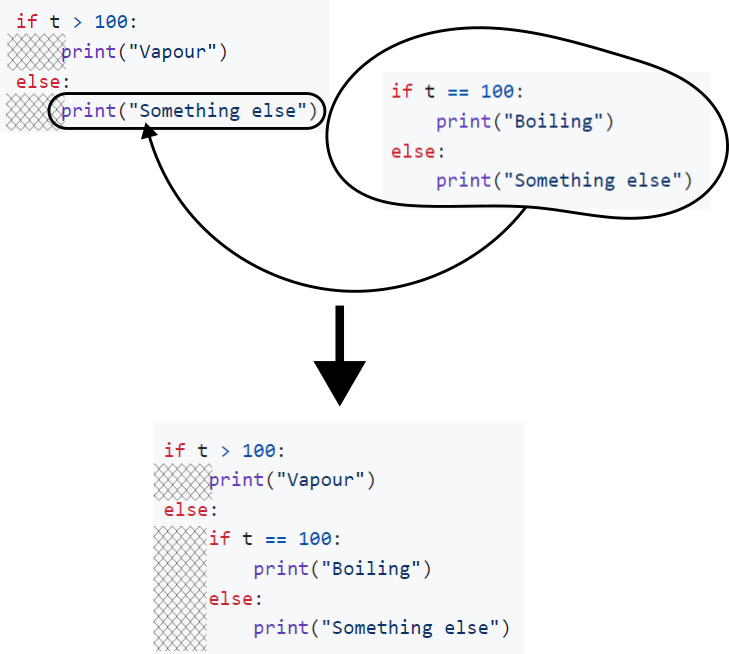 if t > 100:
    print("Vapour")
else:
    print("Something else")
if t == 100:
    print("Boiling")
else:
    print("Something else")
if t > 100:
    print("Vapour")
else:
    if t == 100:
        print("Boiling")
    else:
        print("Something else")